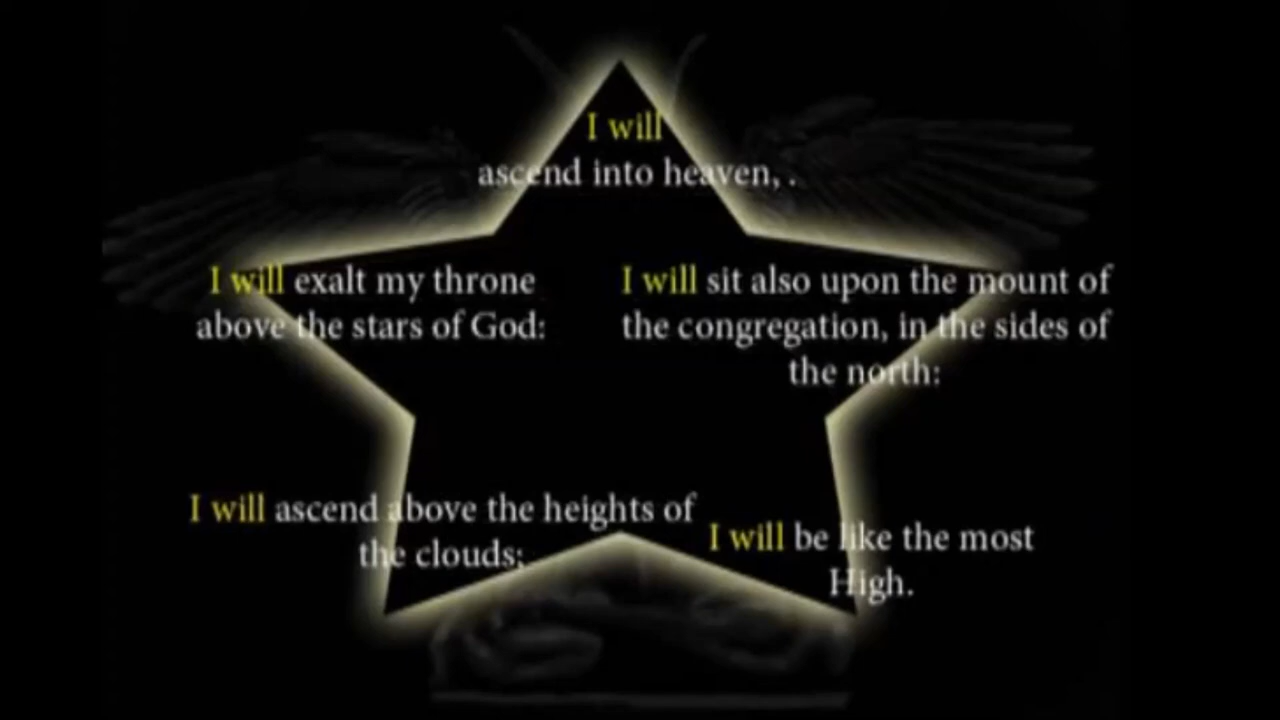 I will
ascend into heaven, .
I will exalt my throne
above the stars of God:
I will sit also upon the mount of
the congregation, in the sides of
the north:
I will ascend above the heights of
the clouds;
I will be like the most
High.